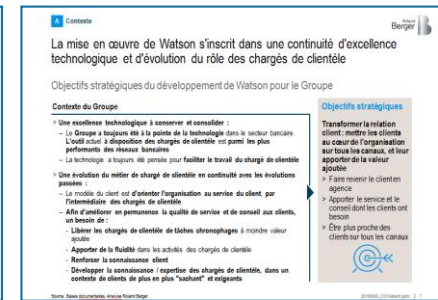 A Contexte
Roland
Berger
La mise en œuvre de Watson s'inscrit dans une continuité d'excellence
technologique et d'évolution du rôle des chargés de clientèle
Objectifs stratégiques du développement de Watson pour le Groupe
Contexte du Groupe
> Une excellence technologique à conserver et consolider :
– Le Groupe a toujours été à la pointe de la technologie dans le secteur bancaire.
L'outil actuel à disposition des chargés de clientèle est parmi les plus
performants des réseaux bancaires
– La technologie a toujours été pensée pour faciliter le travail du chargé de clientèle
> Une évolution du métier de chargé de clientèle en continuité avec les évolutions
passées :
– Le modèle du client est d'orienter l'organisation au service du client, par
l'intermédiaire des chargés de clientèle
– Afin d'améliorer en permanence la qualité de service et de conseil aux clients,
un besoin de :
- Libérer les chargés de clientèle de tâches chronophages à moindre valeur
ajoutée
- Apporter de la fluidité dans les activités des chargés de clientèle
- Renforcer la connaissance client
- Développer la connaissance / expertise des chargés de clientèle, dans un
contexte de clients de plus en plus "sachant" et exigeants
Objectifs stratégiques
Transformer la relation
client : mettre les clients
au cœur de l'organisation
sur tous les canaux, et leur
apporter de la valeur
ajoutée
> Faire revenir le client en
agence
> Apporter le service et le
conseil dont les clients ont
besoin
> Être plus proche des
clients sur tous les canaux
Source: Bases documentaires, Analyse Roland Berger